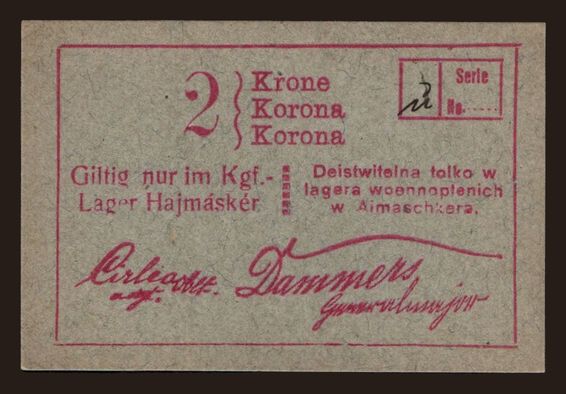 2
Krone
Korona
Korona
Serie
No.......
Giltig nur im Kgf.-
Lager Hajmáskér
Deistwitelna tolko w
lagera woennoplenich
w Aimaschkera.
Dammers
Generalmajor